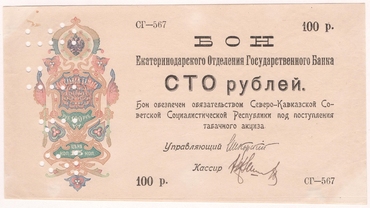 СГ—567
100 р.
БОН
Екатеринодарского Отделения Государственного Банка
СТО рублей.
Бон обезпечен обязательством Северо-Кавказской Со-
ветской Социалистической Республики под поступления
табачного акциза.
Управляющий
Кассир
100 р.
СГ—567